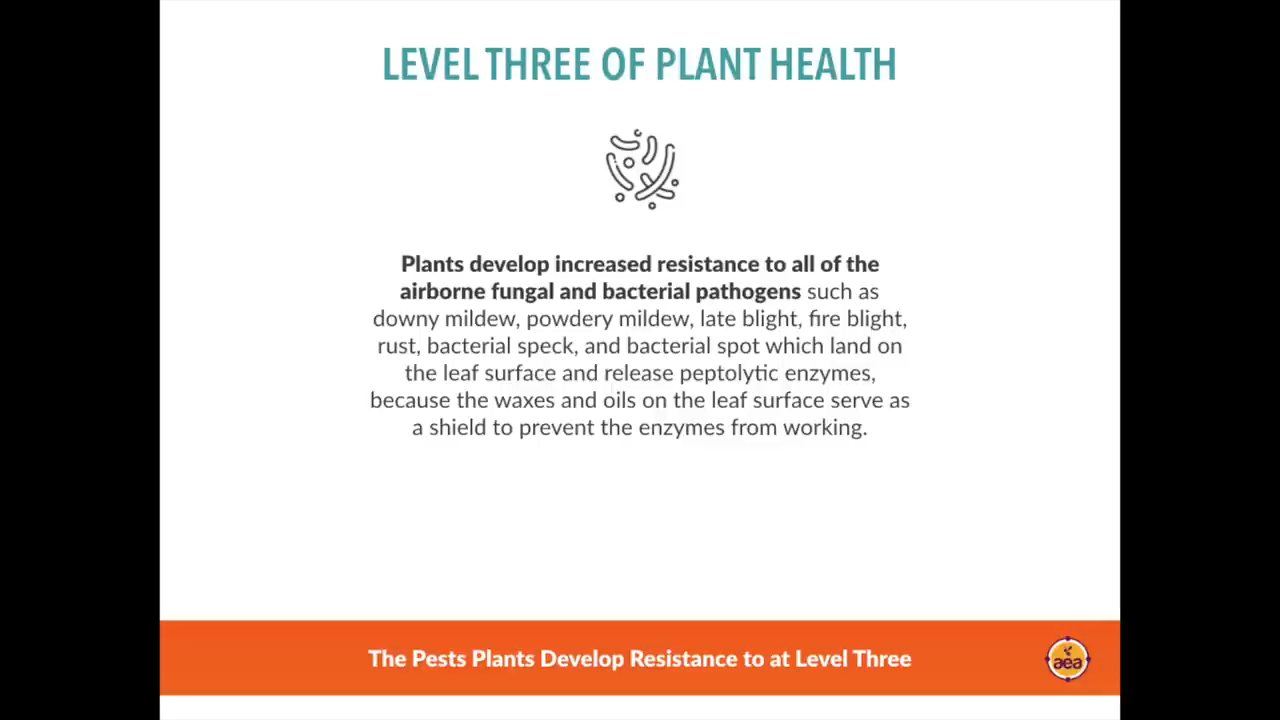 LEVEL THREE OF PLANT HEALTH
Plants develop increased resistance to all of the
airborne fungal and bacterial pathogens such as
downy mildew, powdery mildew, late blight, fire blight,
rust, bacterial speck, and bacterial spot which land on
the leaf surface and release peptolytic enzymes,
because the waxes and oils on the leaf surface serve as
a shield to prevent the enzymes from working.
The Pests Plants Develop Resistance to at Level Three
aea